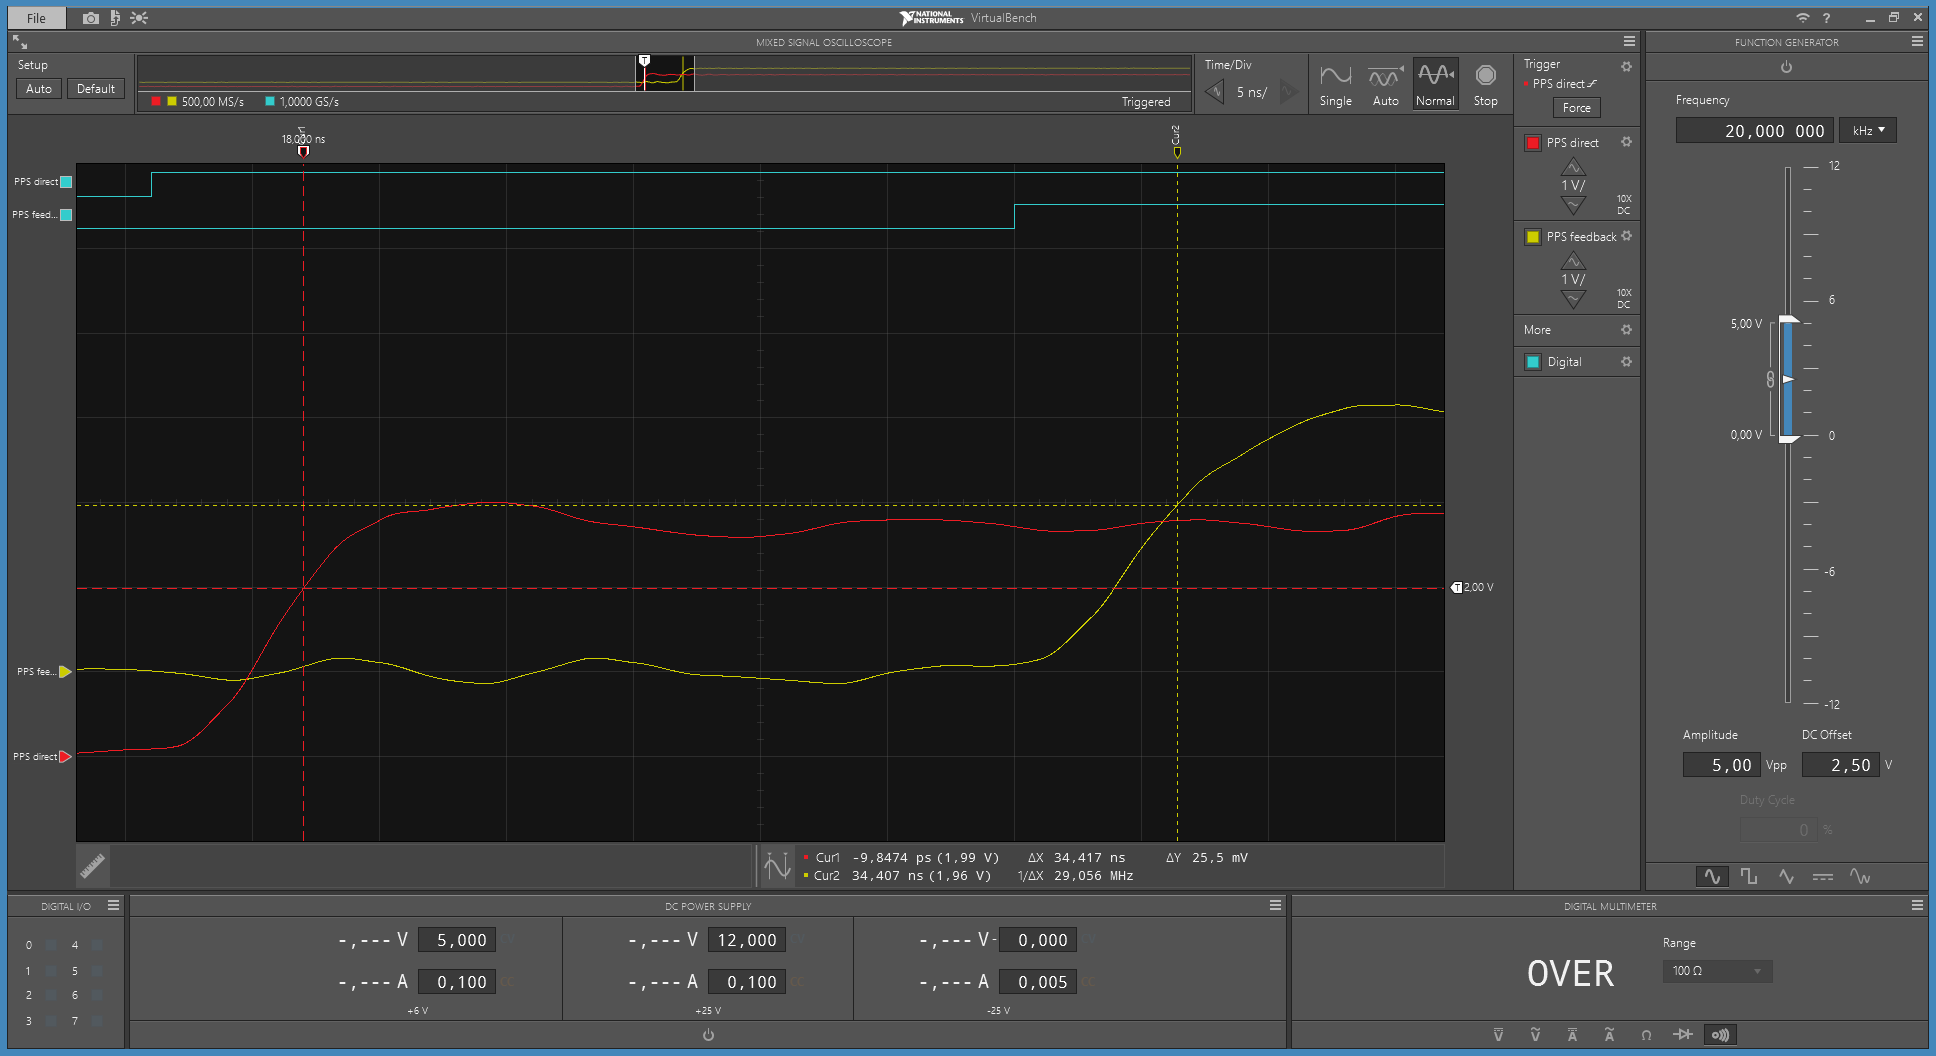 File
NATIONAL INSTRUMENTS VirtualBench
?
MIXED SIGNAL OSCILLOSCOPE
FUNCTION GENERATOR
Setup
Auto Default
T
500,00 MS/s 1,0000 GS/s Triggered
Time/Div
5 ns/
Single Auto Normal Stop
Trigger
PPS direct
Force
18,000 ns
Cur2
PPS direct
PPS feed...
PPS fee...
PPS direct
T 2,00 V
PPS direct
1 V/
10X
DC
PPS feedback
1 V/
10X
DC
More
Digital
Frequency
20,000 000 kHz
12
6
5,00 V
0,00 V 0
-6
-12
Amplitude DC Offset
5,00 Vpp 2,50 V
Duty Cycle
0 %
Cur1 -9,8474 ps (1,99 V) ΔX 34,417 ns ΔY 25,5 mV
Cur2 34,407 ns (1,96 V) 1/ΔX 29,056 MHz
DIGITAL I/O
0 4
1 5
2 6
3 7
DC POWER SUPPLY
-,--- V 5,000
-,--- A 0,100
+6 V
-,--- V 12,000
-,--- A 0,100
+25 V
-,--- V - 0,000
-,--- A 0,005
-25 V
DIGITAL MULTIMETER
OVER
Range
100 Ω
V V A A Ω